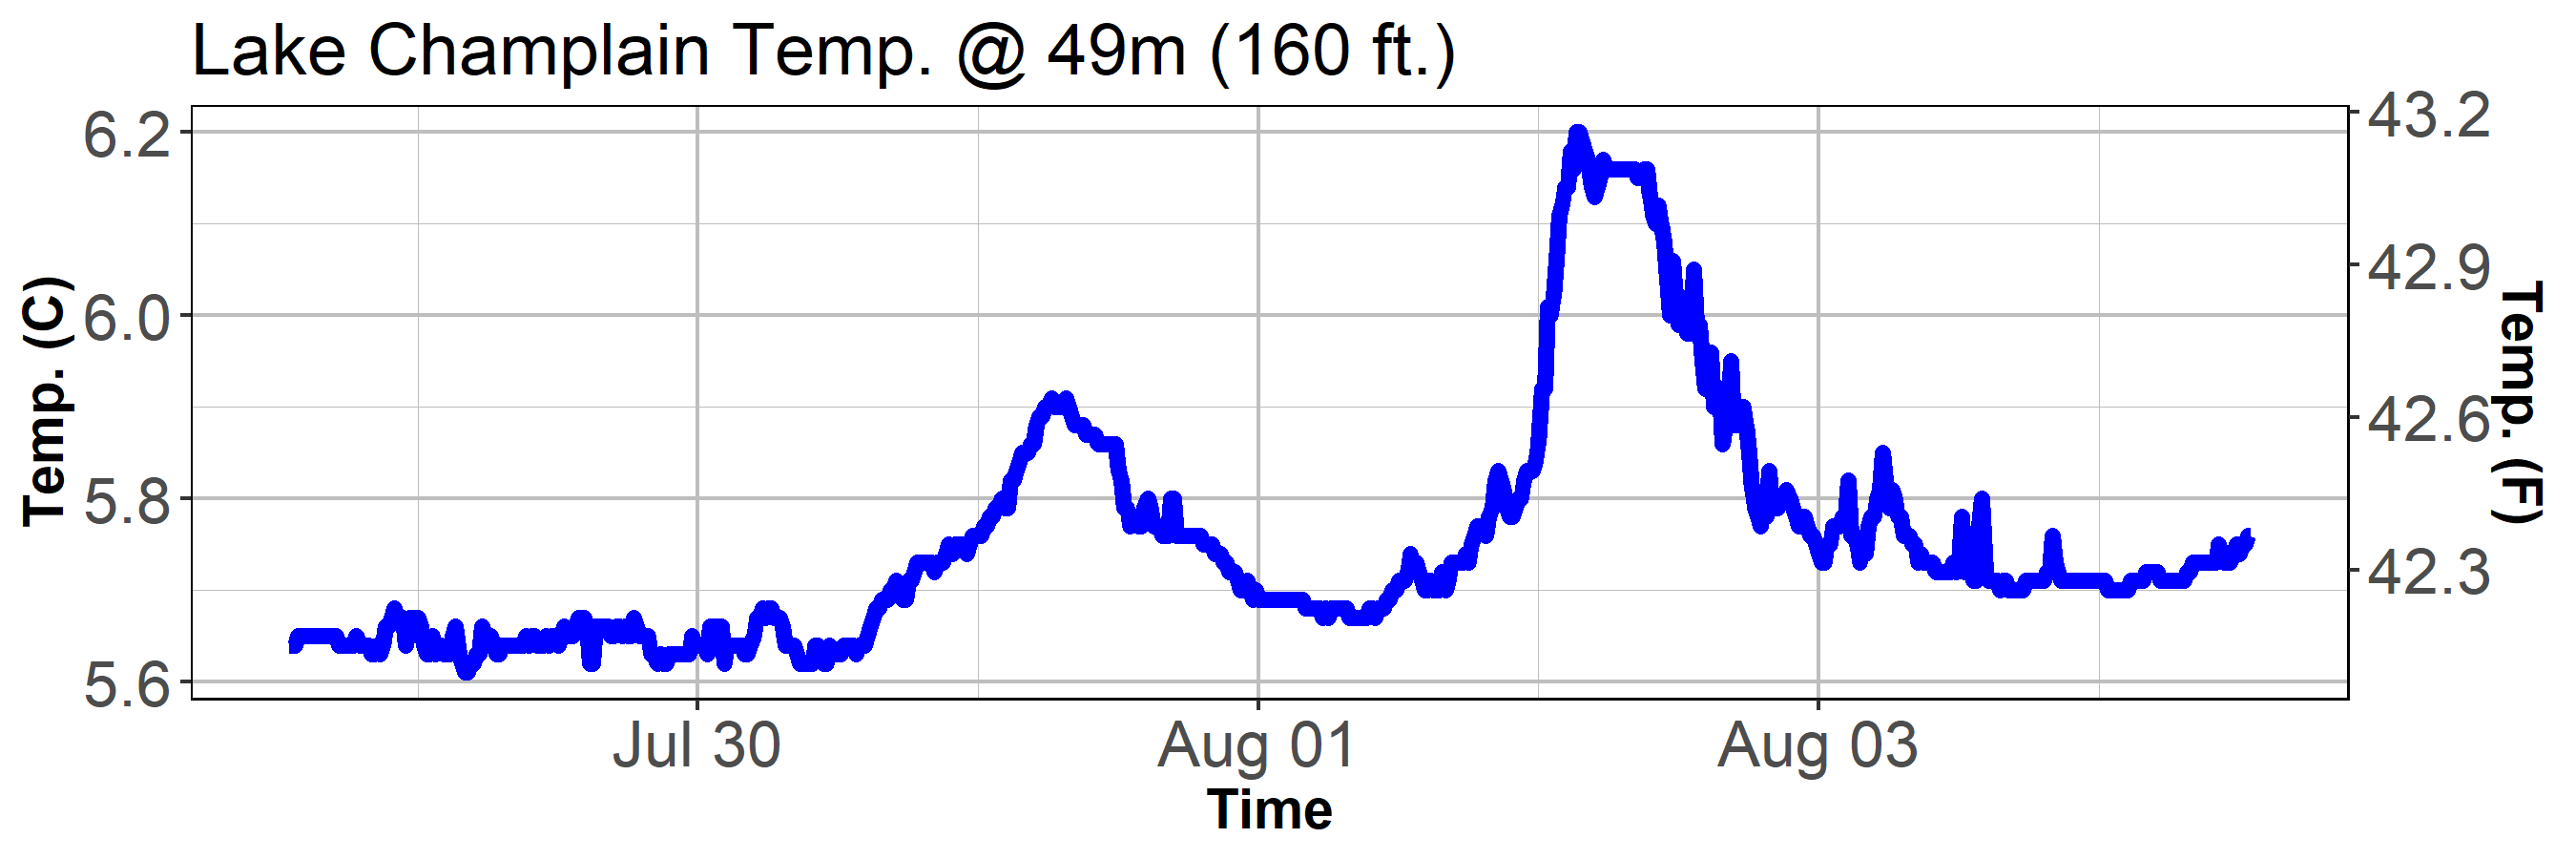 Lake Champlain Temp. @ 49m (160 ft.)
Temp. (C)
6.2
6.0
5.8
5.6
43.2
42.9
42.6
42.3
Temp. (F)
Jul 30 Aug 01 Aug 03
Time